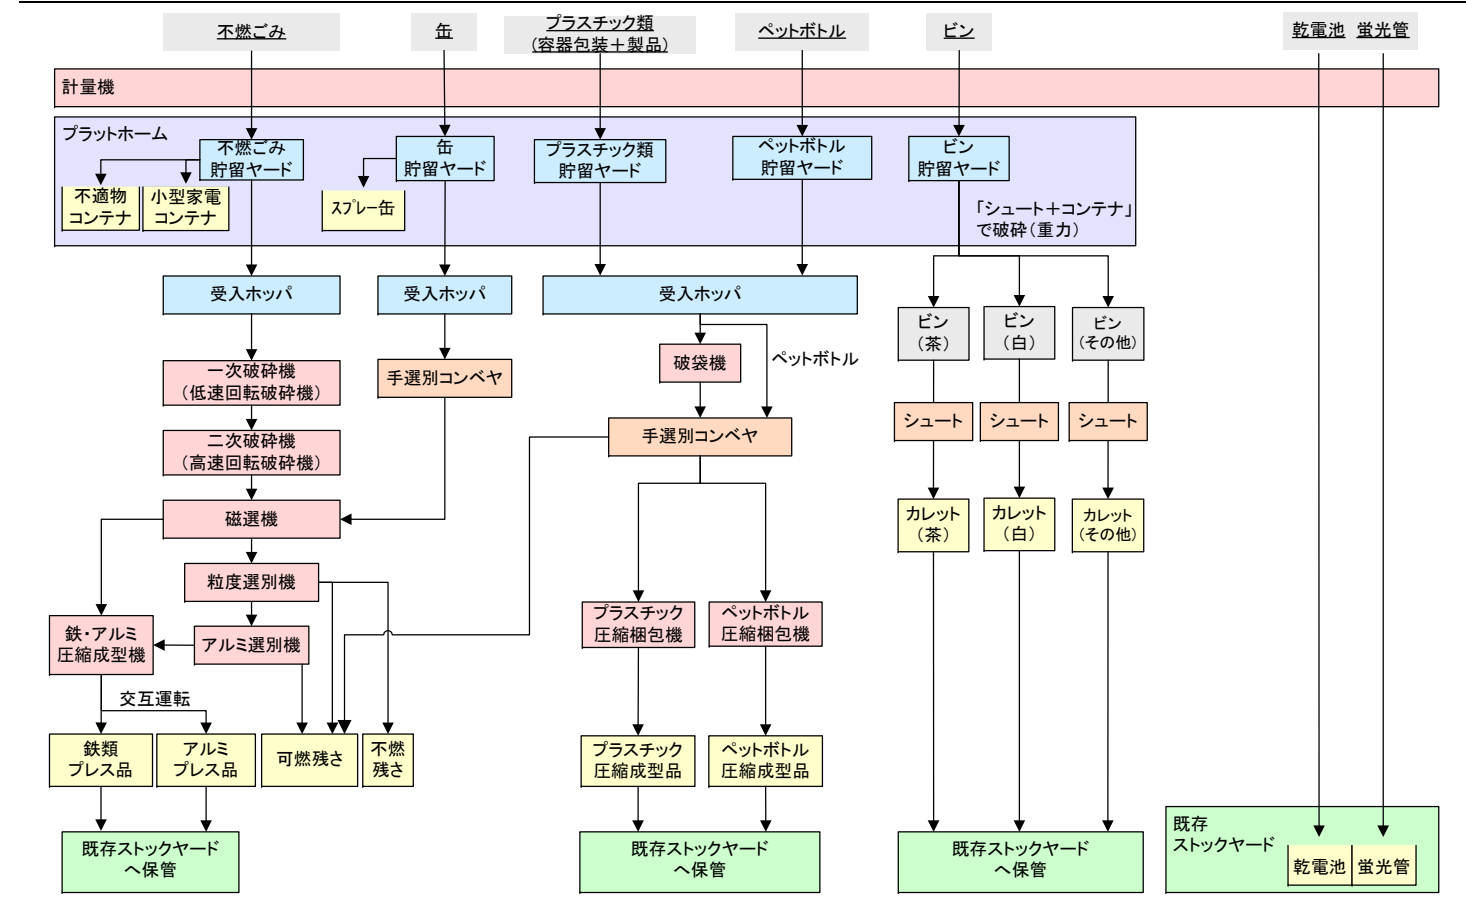 不燃ごみ
缶
プラスチック類
(容器包装＋製品)
ペットボトル
ビン
乾電池
蛍光管
計量機
プラットホーム
不燃ごみ
貯留ヤード
缶
貯留ヤード
プラスチック類
貯留ヤード
ペットボトル
貯留ヤード
ビン
貯留ヤード
不適物
コンテナ
小型家電
コンテナ
ｽﾌﾟﾚｰ缶
「シュート＋コンテナ」
で破砕(重力)
受入ホッパ
受入ホッパ
受入ホッパ
ビン
(茶)
ビン
(白)
ビン
(その他)
一次破砕機
(低速回転破砕機)
手選別コンベヤ
破袋機
ペットボトル
シュート
シュート
シュート
二次破砕機
(高速回転破砕機)
手選別コンベヤ
磁選機
カレット
(茶)
カレット
(白)
カレット
(その他)
粒度選別機
鉄・アルミ
圧縮成型機
アルミ選別機
プラスチック
圧縮梱包機
ペットボトル
圧縮梱包機
交互運転
鉄類
プレス品
アルミ
プレス品
可燃残さ
不燃
残さ
プラスチック
圧縮成型品
ペットボトル
圧縮成型品
既存ストックヤード
へ保管
既存ストックヤード
へ保管
既存ストックヤード
へ保管
既存
ストックヤード
乾電池
蛍光管